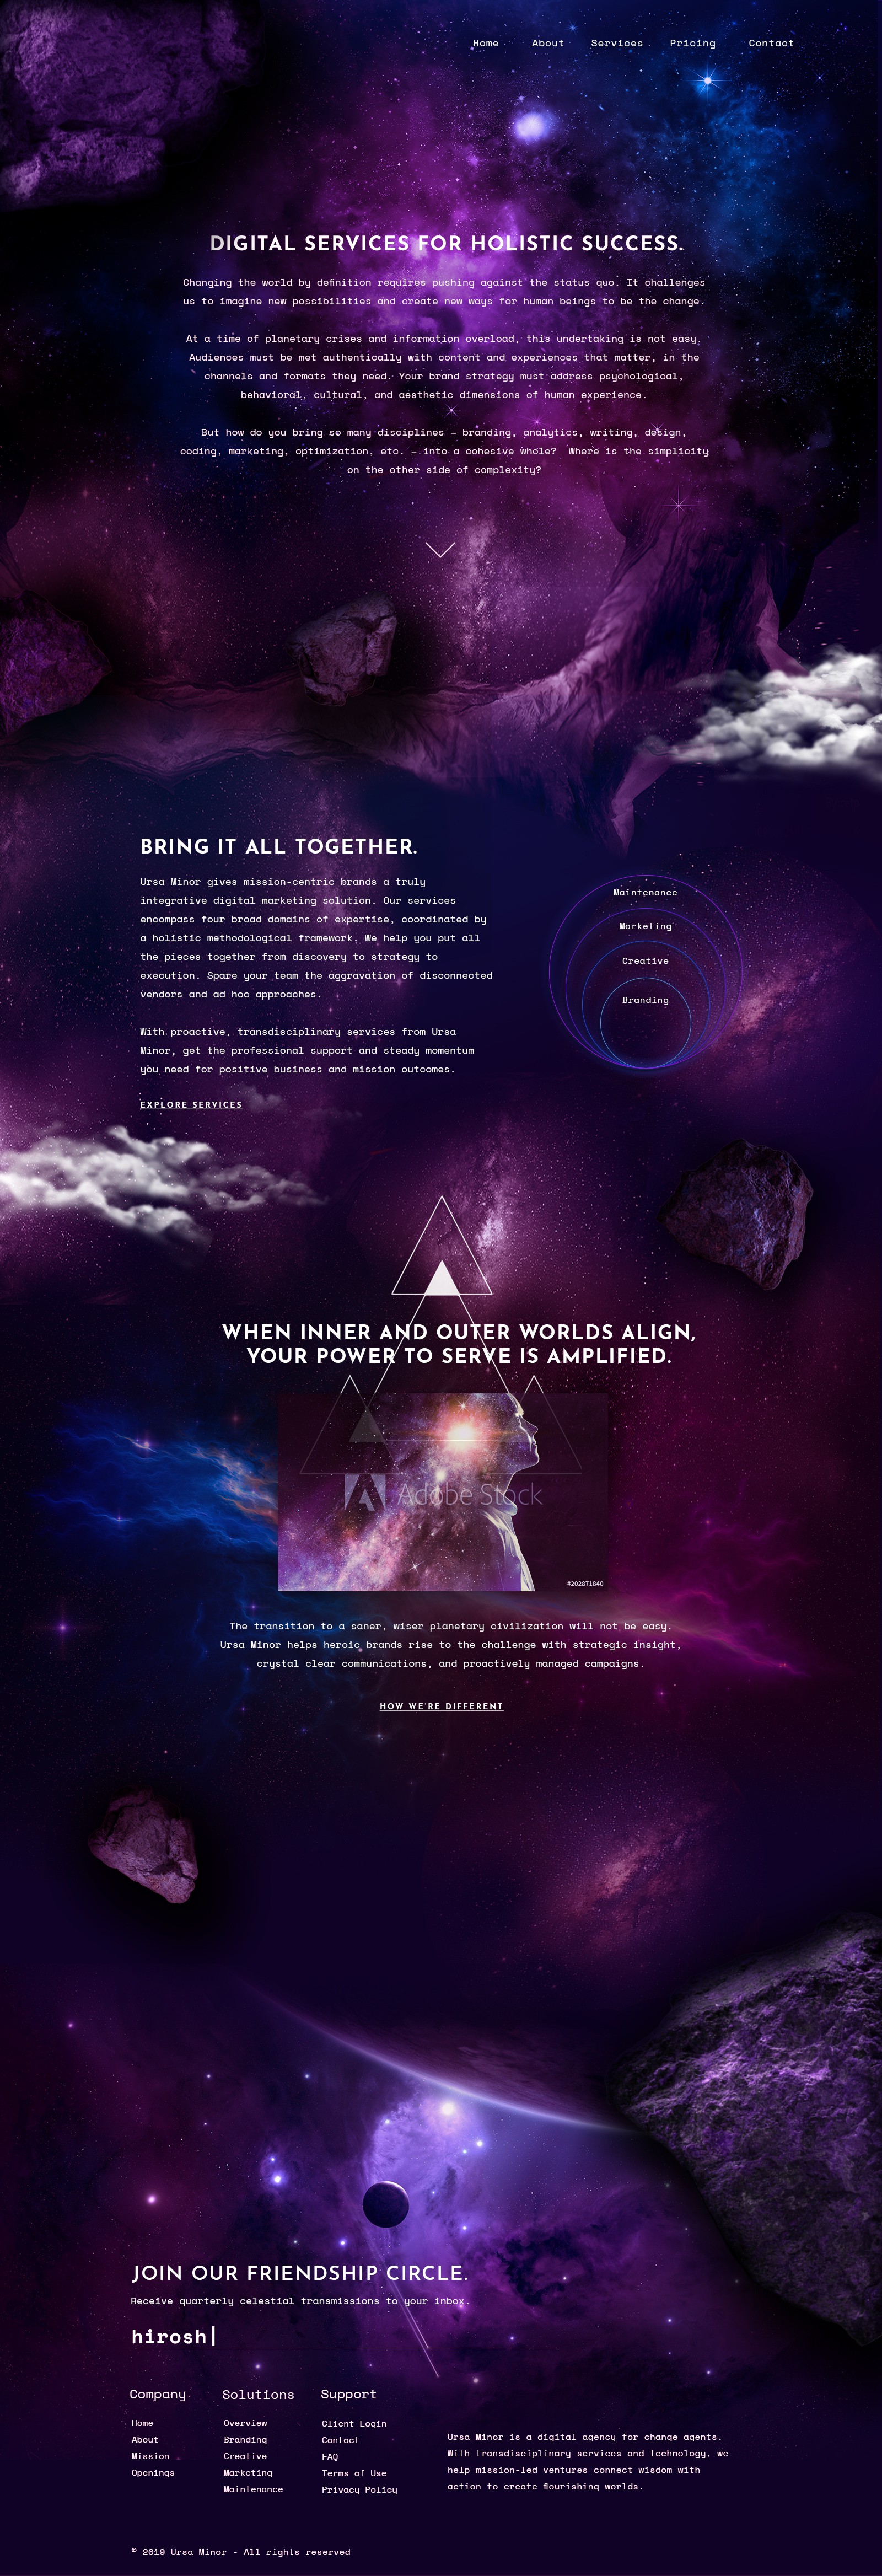 Home About Services Pricing Contact
DIGITAL SERVICES FOR HOLISTIC SUCCESS.
Changing the world by definition requires pushing against the status quo. It challenges
us to imagine new possibilities and create new ways for human beings to be the change.
At a time of planetary crises and information overload, this undertaking is not easy.
Audiences must be met authentically with content and experiences that matter, in the
channels and formats they need. Your brand strategy must address psychological,
behavioral, cultural, and aesthetic dimensions of human experience.
But how do you bring so many disciplines – branding, analytics, writing, design,
coding, marketing, optimization, etc. – into a cohesive whole? Where is the simplicity
on the other side of complexity?
BRING IT ALL TOGETHER.
Ursa Minor gives mission-centric brands a truly
integrative digital marketing solution. Our services
encompass four broad domains of expertise, coordinated by
a holistic methodological framework. We help you put all
the pieces together from discovery to strategy to
execution. Spare your team the aggravation of disconnected
vendors and ad hoc approaches.
With proactive, transdisciplinary services from Ursa
Minor, get the professional support and steady momentum
you need for positive business and mission outcomes.
EXPLORE SERVICES
Maintenance
Marketing
Creative
Branding
WHEN INNER AND OUTER WORLDS ALIGN,
YOUR POWER TO SERVE IS AMPLIFIED.
Adobe Stock
#202871840
The transition to a saner, wiser planetary civilization will not be easy.
Ursa Minor helps heroic brands rise to the challenge with strategic insight,
crystal clear communications, and proactively managed campaigns.
HOW WE'RE DIFFERENT
JOIN OUR FRIENDSHIP CIRCLE.
Receive quarterly celestial transmissions to your inbox.
hirosh|
Company
Home
About
Mission
Openings
Solutions
Overview
Branding
Creative
Marketing
Maintenance
Support
Client Login
Contact
FAQ
Terms of Use
Privacy Policy
Ursa Minor is a digital agency for change agents.
With transdisciplinary services and technology, we
help mission-led ventures connect wisdom with
action to create flourishing worlds.
© 2019 Ursa Minor - All rights reserved